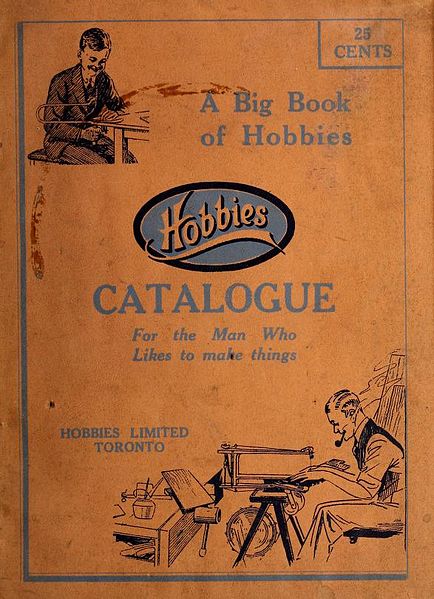 25
CENTS
A Big Book
of Hobbies
Hobbies
CATALOGUE
For the Man Who
Likes to make things
HOBBIES LIMITED
TORONTO